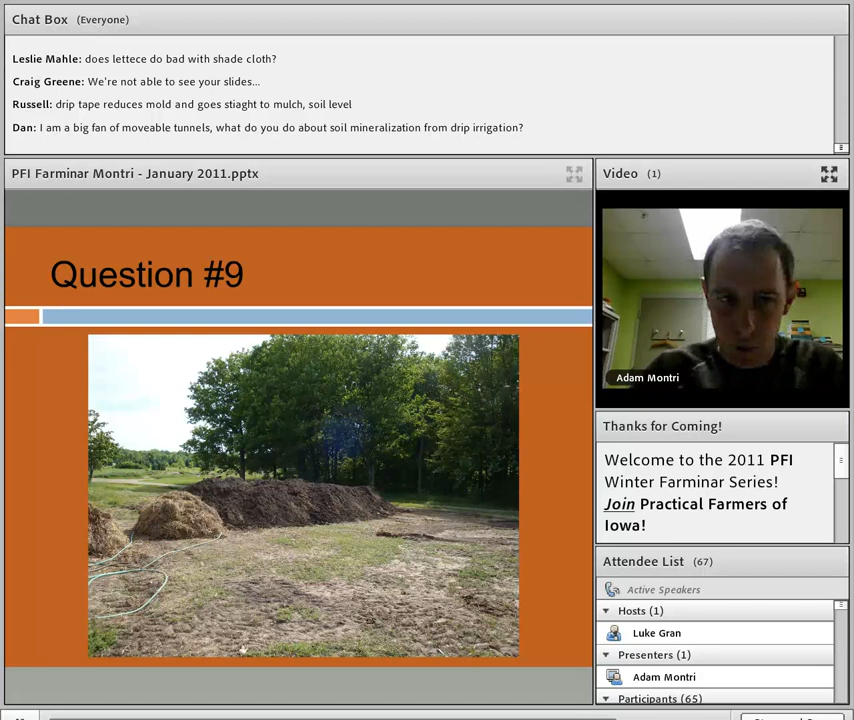 Chat Box (Everyone)
Leslie Mahle: does lettece do bad with shade cloth?
Craig Greene: We're not able to see your slides...
Russell: drip tape reduces mold and goes stiaght to mulch, soil level
Dan: I am a big fan of moveable tunnels, what do you do about soil mineralization from drip irrigation?
PFI Farminar Montri - January 2011.pptx
Question #9
Video (1)
Adam Montri
Thanks for Coming!
Welcome to the 2011 PFI
Winter Farminar Series!
Join Practical Farmers of
Iowa!
Attendee List (67)
Active Speakers
Hosts (1)
Luke Gran
Presenters (1)
Adam Montri
Participants (65)